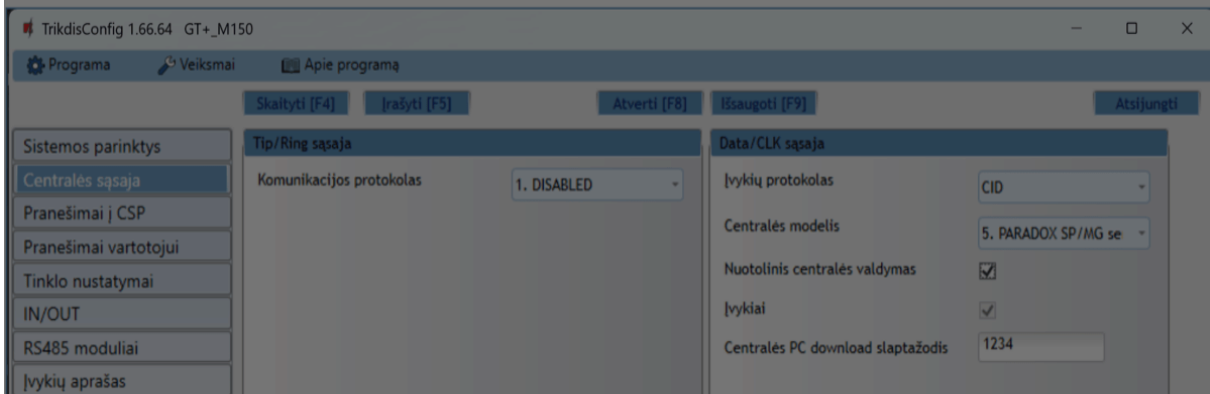 TrikdisConfig 1.66.64 GT+_M150
Programa Veiksmai Apie programą
Skaityti [F4] Įrašyti [F5] Atverti [F8] Išsaugoti [F9] Atsijungti
Sistemos parinktys
Centralės sąsaja
Pranešimai į CSP
Pranešimai vartotojui
Tinklo nustatymai
IN/OUT
RS485 moduliai
Įvykių aprašas
Tip/Ring sąsaja
Komunikacijos protokolas 1. DISABLED
Data/CLK sąsaja
Įvykių protokolas CID
Centralės modelis 5. PARADOX SP/MG se
Nuotolinis centralės valdymas
Įvykiai
Centralės PC download slaptažodis 1234